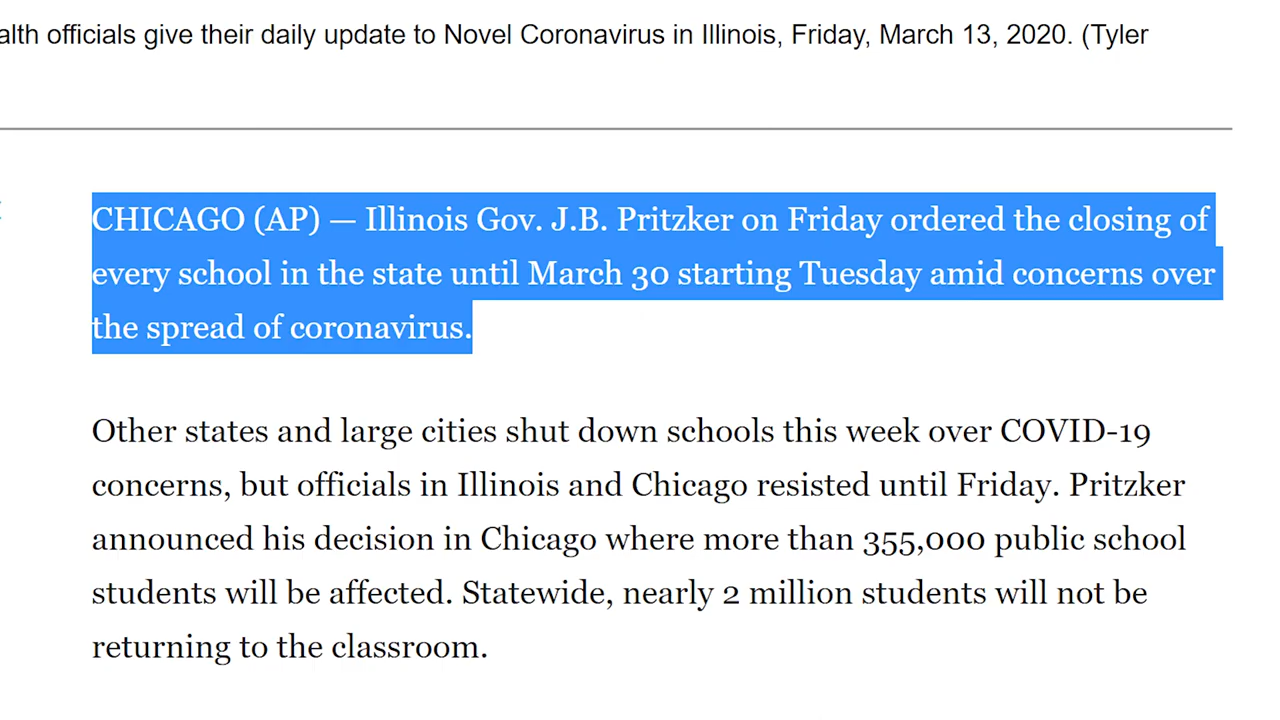 officials give their daily update to Novel Coronavirus in Illinois, Friday, March 13, 2020. (Tyler
CHICAGO (AP) — Illinois Gov. J.B. Pritzker on Friday ordered the closing of
every school in the state until March 30 starting Tuesday amid concerns over
the spread of coronavirus.
Other states and large cities shut down schools this week over COVID-19
concerns, but officials in Illinois and Chicago resisted until Friday. Pritzker
announced his decision in Chicago where more than 355,000 public school
students will be affected. Statewide, nearly 2 million students will not be
returning to the classroom.